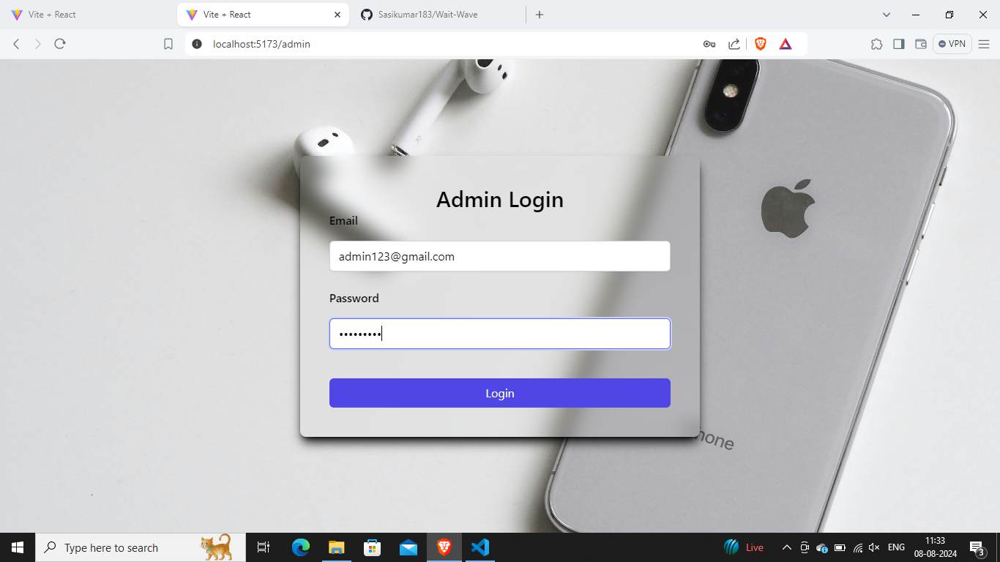 Vite + React
Vite + React
Sasikumar183/Wait-Wave
localhost:5173/admin
VPN
Admin Login
Email
admin123@gmail.com
Password
•••••••••
Login
Type here to search
Live
ENG
11:33
08-08-2024
3